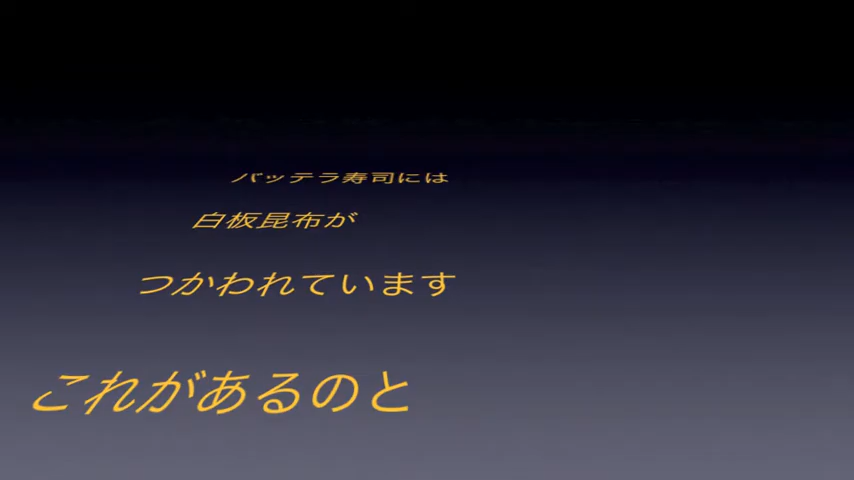 バッテラ寿司には
白板昆布が
つかわれています
これがあるのと